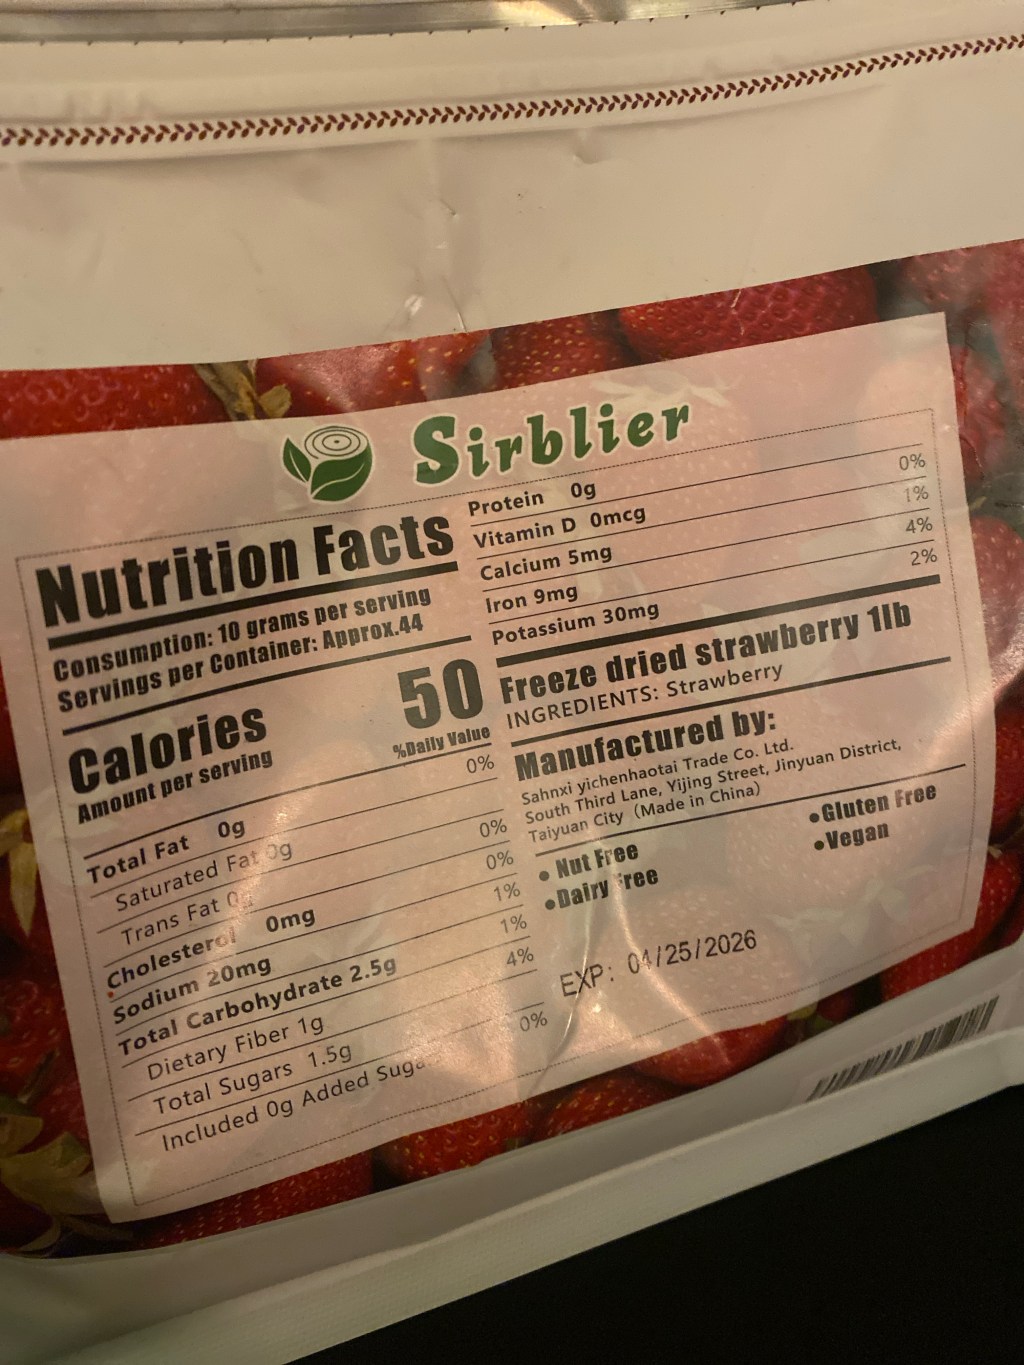 Sirblier
Nutrition Facts
Consumption: 10 grams per serving
Servings per Container: Approx.44
Calories 50
Amount per serving %Daily Value
Total Fat 0g 0%
Saturated Fat 0g 0%
Trans Fat 0%
Cholesterol 0mg 1%
Sodium 20mg 1%
Total Carbohydrate 2.5g 4%
Dietary Fiber 1g
Total Sugars 1.5g 0%
Included 0g Added
Protein 0g
Vitamin D 0mcg 0%
Calcium 5mg 1%
Iron 9mg 4%
Potassium 30mg 2%
Freeze dried strawberry 1lb
INGREDIENTS: Strawberry
Manufactured by:
Sahnxi yichenhaotai Trade Co. Ltd.
South Third Lane, Yijing Street, Jinyuan District,
Taiyuan City (Made in China)
• Nut Free
•Dairy Free
•Gluten Free
•Vegan
EXP: 04/25/2026